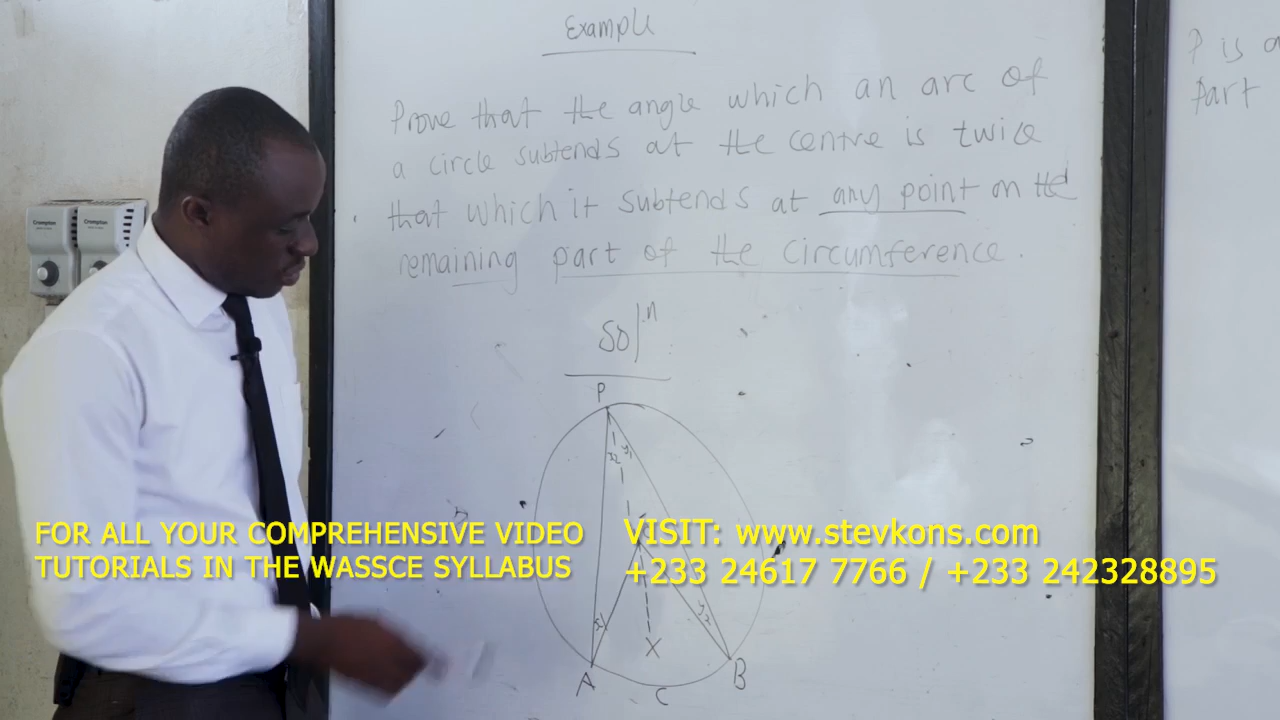 Example
Prove that the angle which an arc of
a circle subtends at the centre is twice
that which it subtends at any point on the
remaining part of the circumference.
Sol.n
P
x2 y1
x1 y2
X
A B
C
P is a
Part
Crompton Crompton
FOR ALL YOUR COMPREHENSIVE VIDEO
TUTORIALS IN THE WASSCE SYLLABUS
VISIT: www.stevkons.com
+233 24617 7766 / +233 242328895